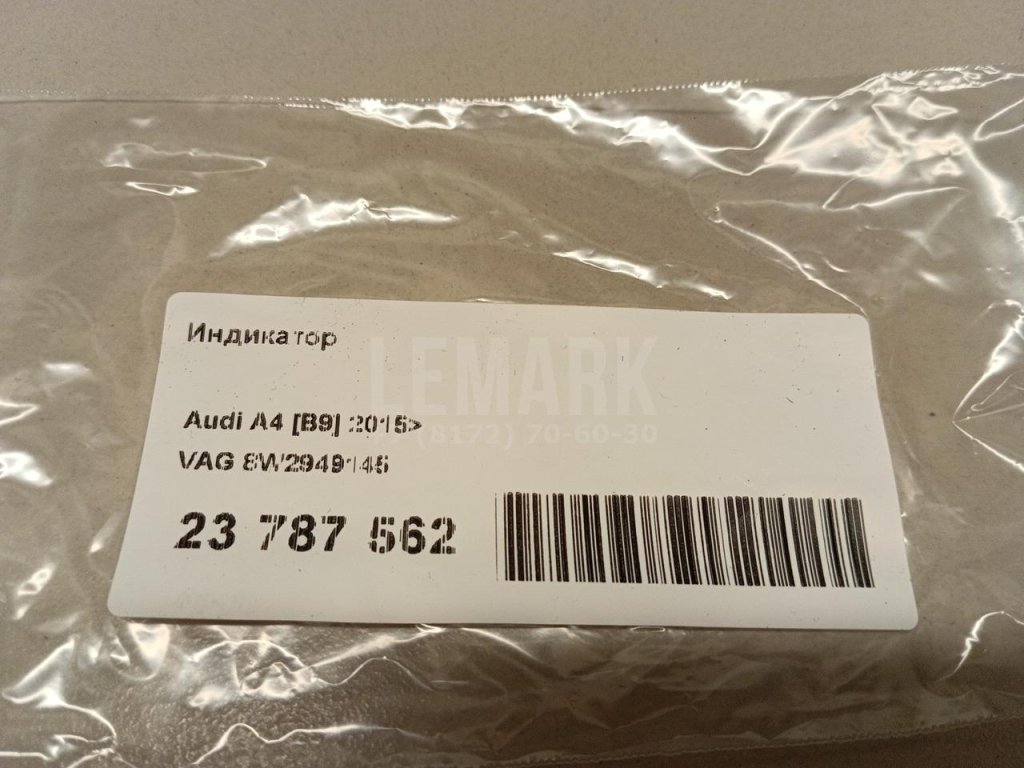 Индикатор
LEMARK
(8172) 70-60-30
Audi A4 [B9] 2015>
VAG 8W2949145
23 787 562